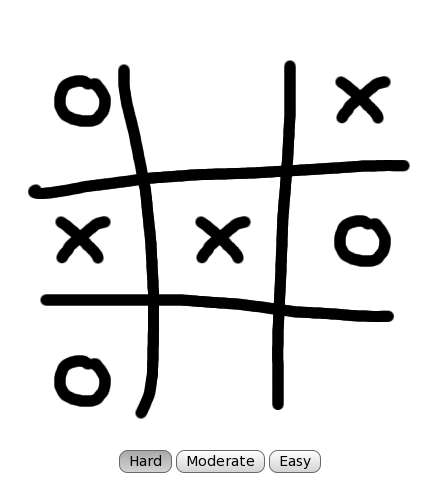 O X
X X O
O
Hard Moderate Easy